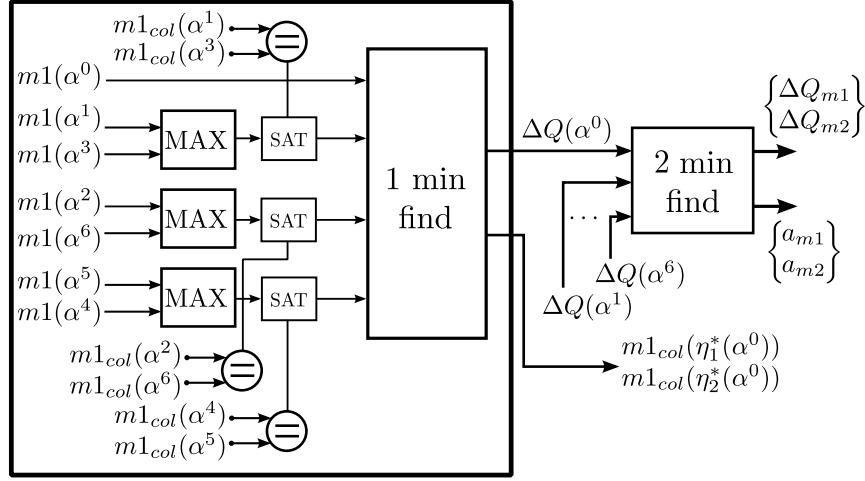 m1_{col}(α^1)
m1_{col}(α^3)
=
m1(α^0)
m1(α^1)
m1(α^3)
MAX
SAT
m1(α^2)
m1(α^6)
MAX
SAT
m1(α^5)
m1(α^4)
MAX
SAT
m1_{col}(α^2)
m1_{col}(α^6)
=
m1_{col}(α^4)
m1_{col}(α^5)
=
1 min
find
ΔQ(α^0)
...
ΔQ(α^6)
ΔQ(α^1)
2 min
find
{ΔQ_{m1}
ΔQ_{m2}}
{a_{m1}
a_{m2}}
m1_{col}(η_1^*(α^0))
m1_{col}(η_2^*(α^0))